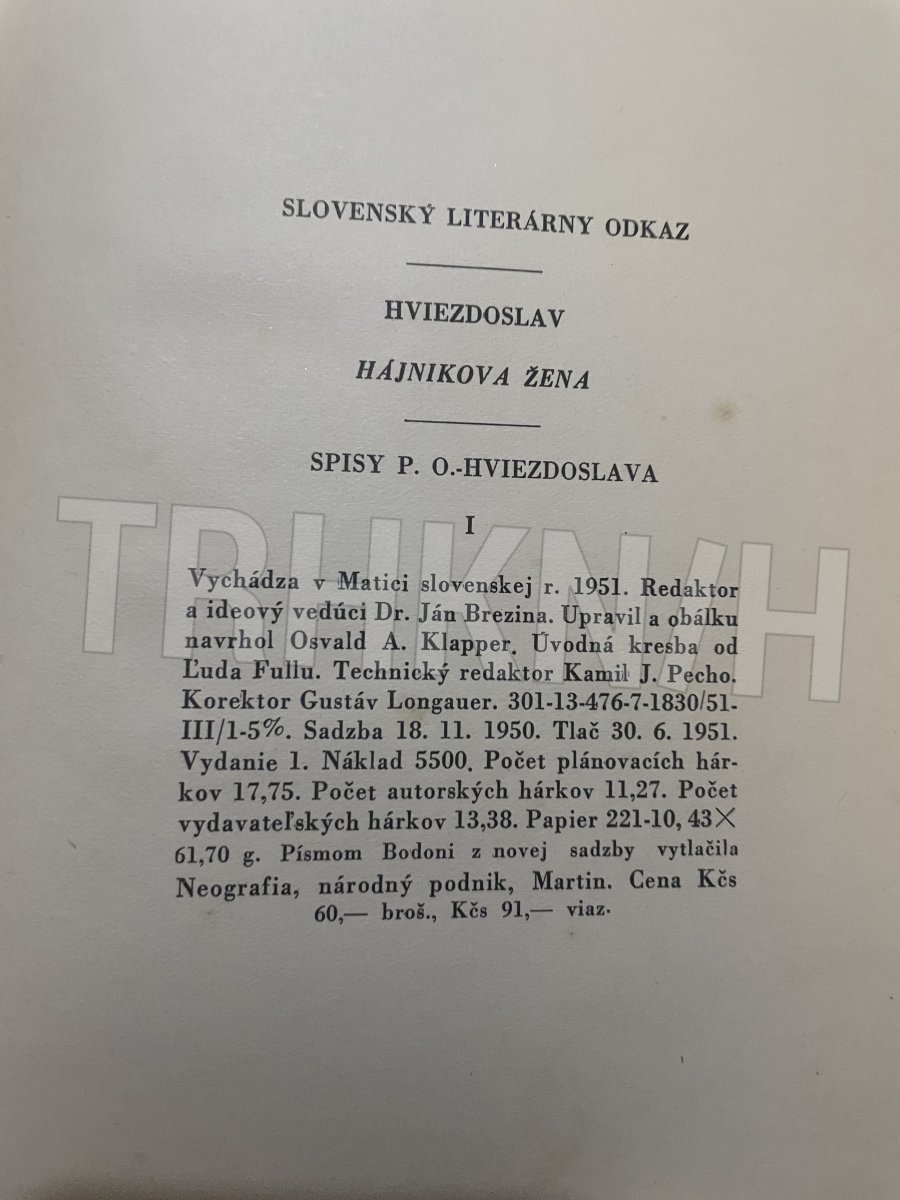 SLOVENSKÝ LITERÁRNY ODKAZ
HVIEZDOSLAV
HÁJNIKOVA ŽENA
SPISY P. O.-HVIEZDOSLAVA
I
Vychádza v Matici slovenskej r. 1951. Redaktor
a ideový vedúci Dr. Ján Brezina. Upravil a obálku
navrhol Osvald A. Klapper. Úvodná kresba od
Ľuda Fullu. Technický redaktor Kamil J. Pecho.
Korektor Gustáv Longauer. 301-13-476-7-1830/51-
III/1-5%. Sadzba 18. 11. 1950. Tlač 30. 6. 1951.
Vydanie 1. Náklad 5500. Počet plánovacích hár-
kov 17,75. Počet autorských hárkov 11,27. Počet
vydavateľských hárkov 13,38. Papier 221-10, 43×
61,70 g. Písmom Bodoni z novej sadzby vytlačila
Neografia, národný podnik, Martin. Cena Kčs
60,— broš., Kčs 91,— viaz.